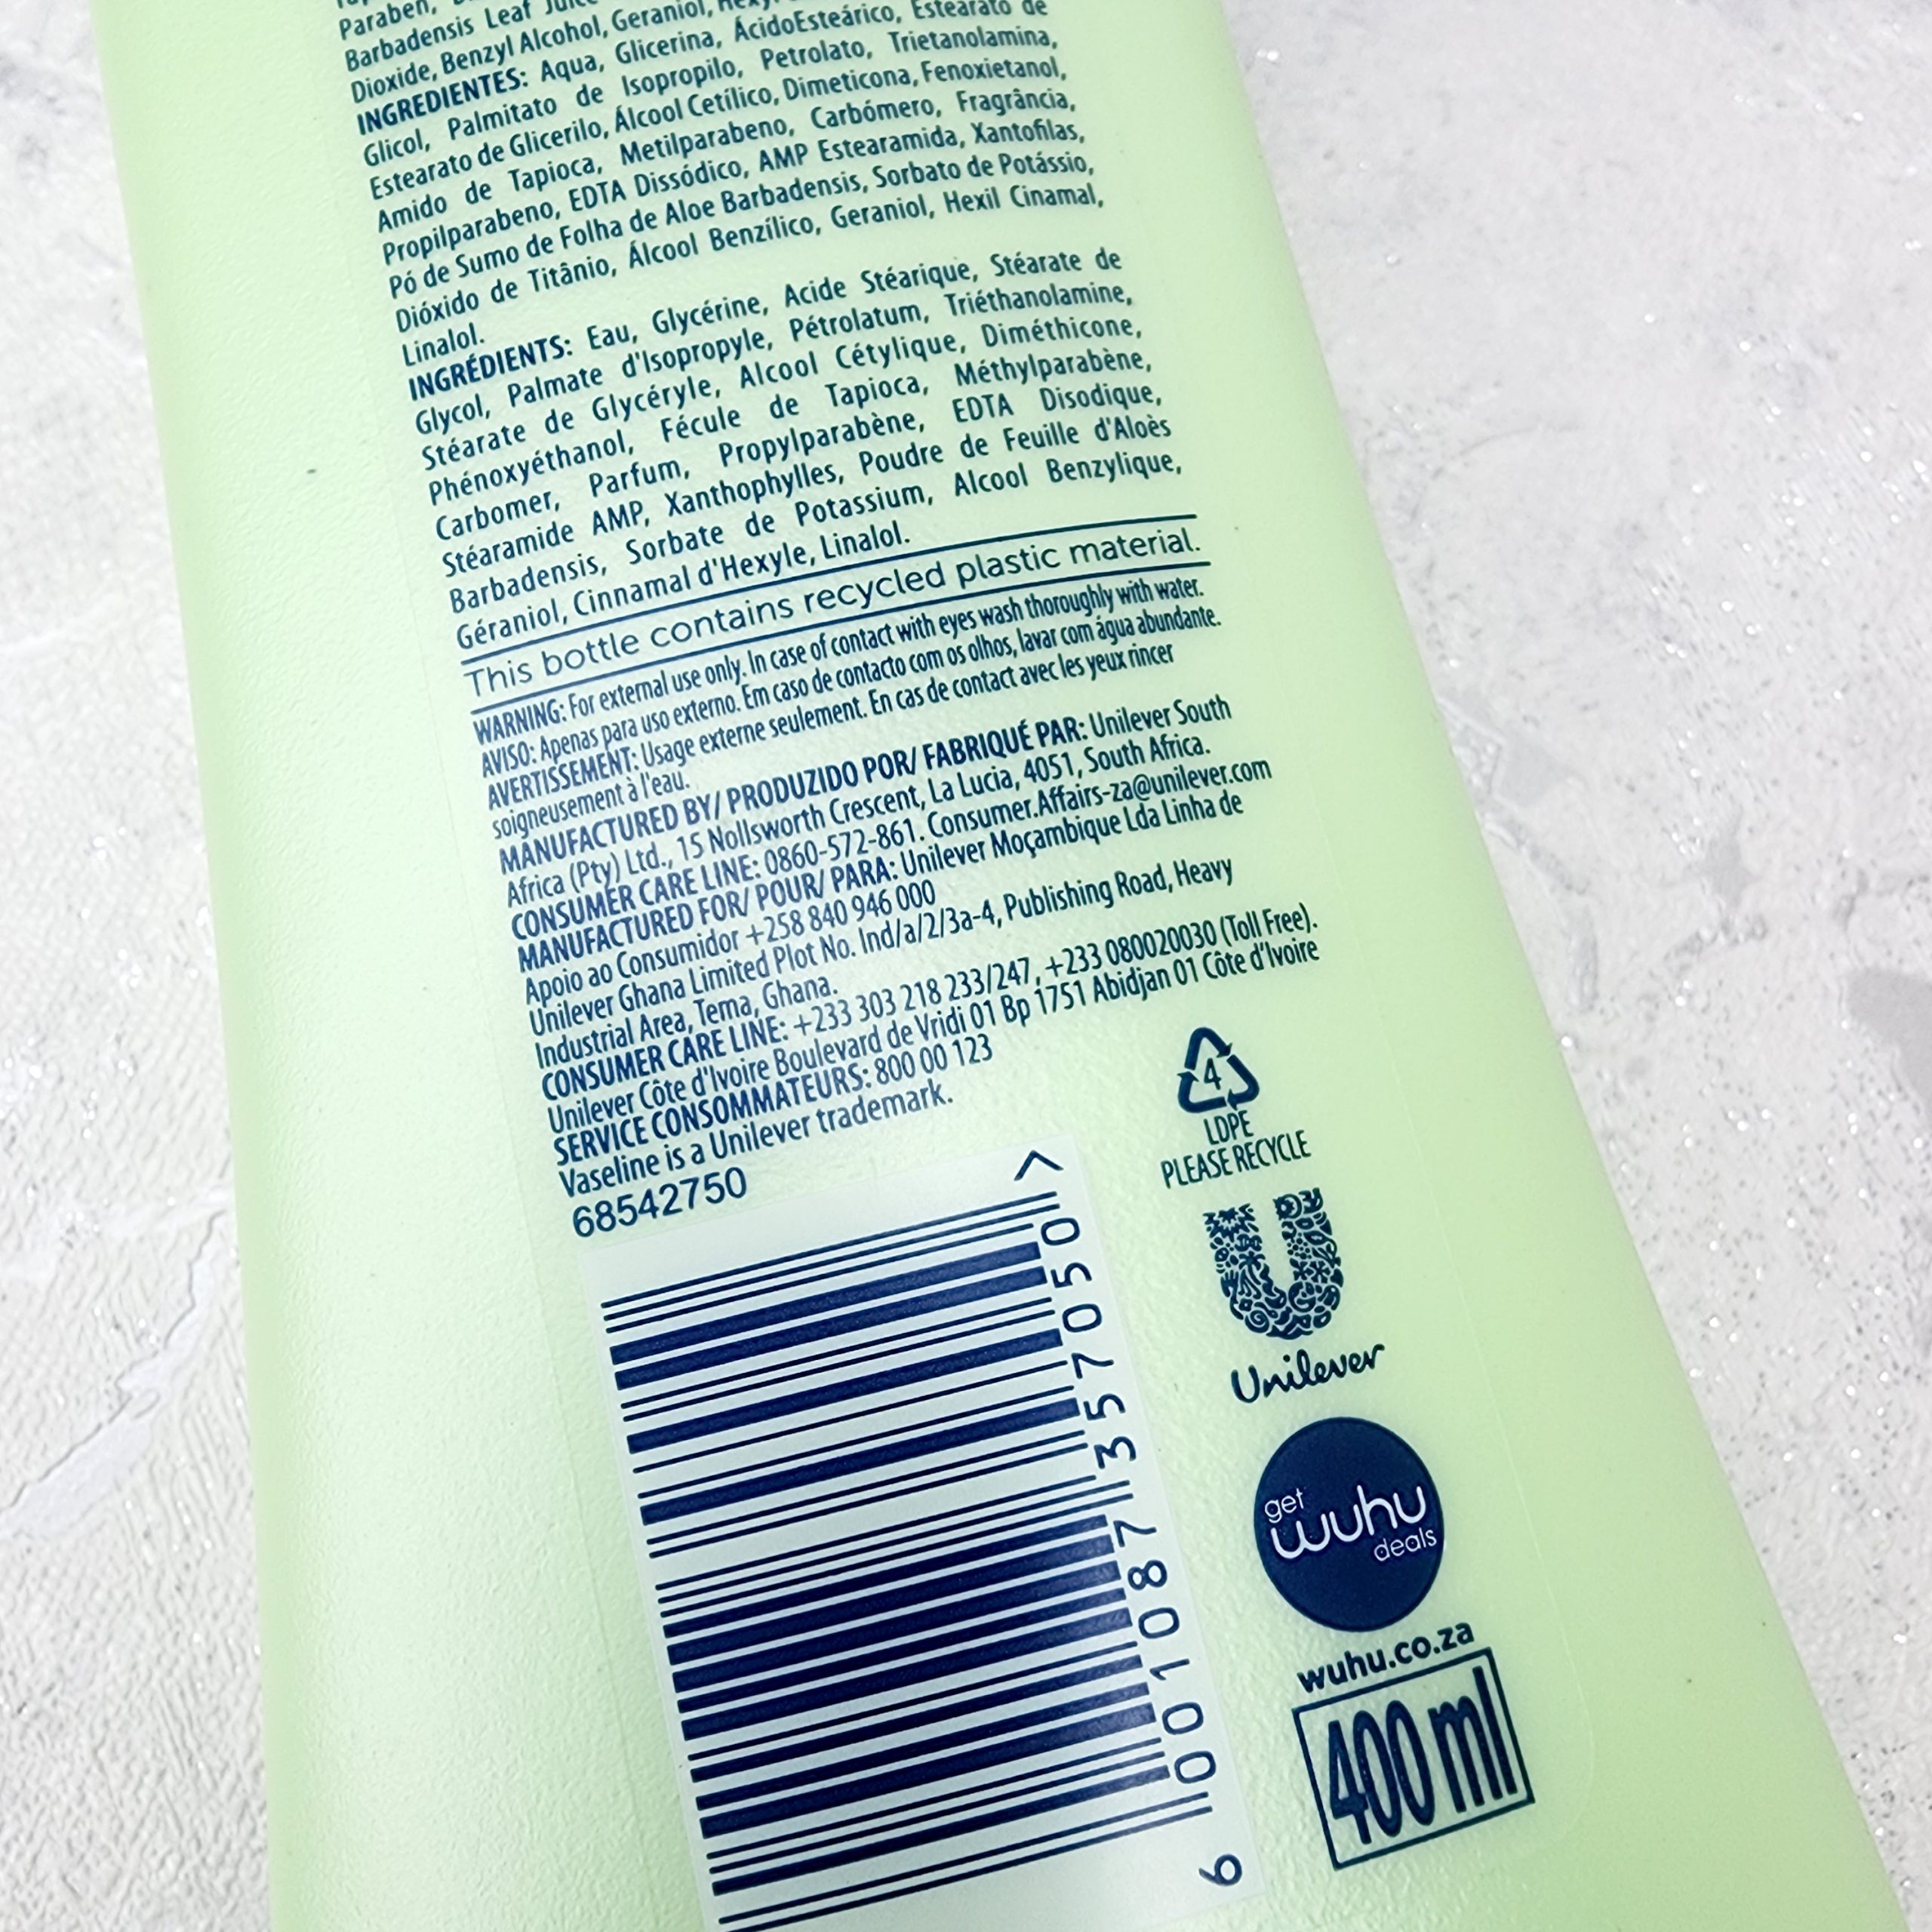 Paraben,
Barbadensis Leaf Juice
Dioxide, Benzyl Alcohol, Geraniol,
INGREDIENTES: Aqua, Glicerina, ÁcidoEsteárico, Estearato de
Glicol, Palmitato de Isopropilo, Petrolato, Trietanolamina,
Estearato de Glicerilo, Álcool Cetílico, Dimeticona, Fenoxietanol,
Amido de Tapioca, Metilparabeno, Carbómero, Fragrância,
Propilparabeno, EDTA Dissódico, AMP Estearamida, Xantofilas,
Pó de Sumo de Folha de Aloe Barbadensis, Sorbato de Potássio,
Dióxido de Titânio, Álcool Benzílico, Geraniol, Hexil Cinamal,
Linalol.
INGRÉDIENTS: Eau, Glycérine, Acide Stéarique, Stéarate de
Glycol, Palmate d'Isopropyle, Pétrolatum, Triéthanolamine,
Stéarate de Glycéryle, Alcool Cétylique, Diméthicone,
Phénoxyéthanol, Fécule de Tapioca, Méthylparabène,
Carbomer, Parfum, Propylparabène, EDTA Disodique,
Stéaramide AMP, Xanthophylles, Poudre de Feuille d'Aloès
Barbadensis, Sorbate de Potassium, Alcool Benzylique,
Géraniol, Cinnamal d'Hexyle, Linalol.
This bottle contains recycled plastic material.
WARNING: For external use only. In case of contact with eyes wash thoroughly with water.
AVISO: Apenas para uso externo. Em caso de contacto com os olhos, lavar com água abundante.
AVERTISSEMENT: Usage externe seulement. En cas de contact avec les yeux rincer
soigneusement à l'eau.
MANUFACTURED BY/ PRODUZIDO POR/ FABRIQUÉ PAR: Unilever South
Africa (Pty) Ltd., 15 Nollsworth Crescent, La Lucia, 4051, South Africa.
CONSUMER CARE LINE: 0860-572-861. Consumer.Affairs-za@unilever.com
MANUFACTURED FOR/ POUR/ PARA: Unilever Moçambique Lda Linha de
Apoio ao Consumidor +258 840 946 000
Unilever Ghana Limited Plot No. Ind/a/2/3a-4, Publishing Road, Heavy
Industrial Area, Tema, Ghana.
CONSUMER CARE LINE: +233 303 218 233/247, +233 080020030 (Toll Free).
Unilever Côte d'Ivoire Boulevard de Vridi 01 Bp 1751 Abidjan 01 Côte d'Ivoire
SERVICE CONSOMMATEURS: 800 00 123
Vaseline is a Unilever trademark.
68542750
6 001087 357050 >
4
LDPE
PLEASE RECYCLE
Unilever
get
wuhu
deals
wuhu.co.za
400 ml